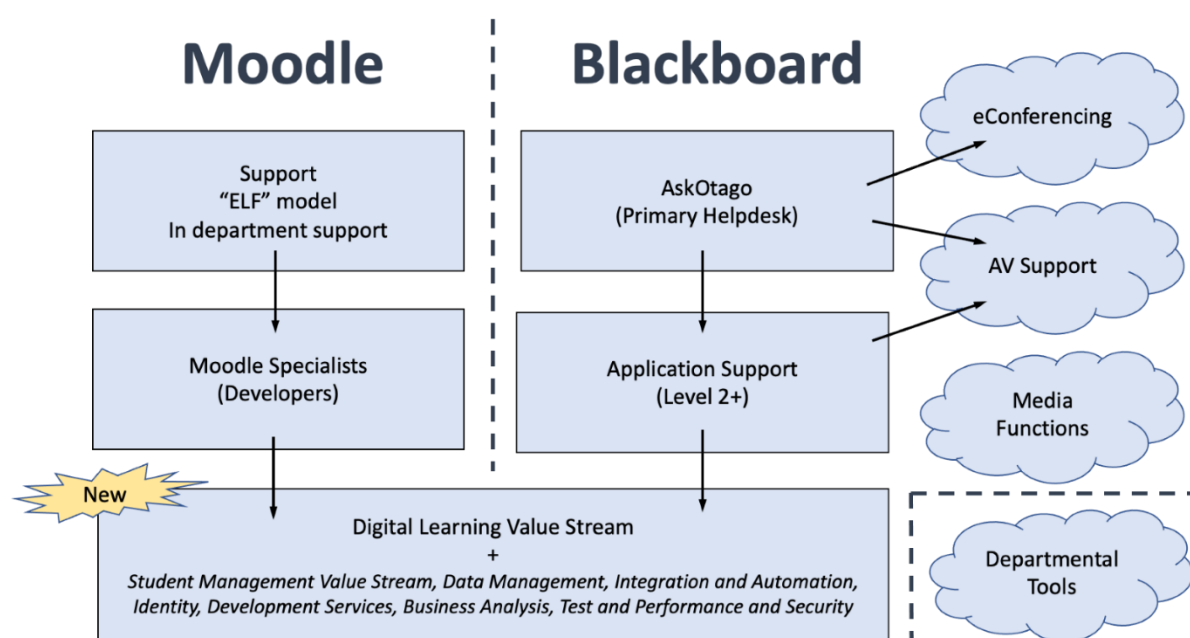 Moodle
Blackboard
Support
“ELF” model
In department support
AskOtago
(Primary Helpdesk)
eConferencing
AV Support
Moodle Specialists
(Developers)
Application Support
(Level 2+)
Media
Functions
New
Digital Learning Value Stream
+
Student Management Value Stream, Data Management, Integration and Automation,
Identity, Development Services, Business Analysis, Test and Performance and Security
Departmental
Tools